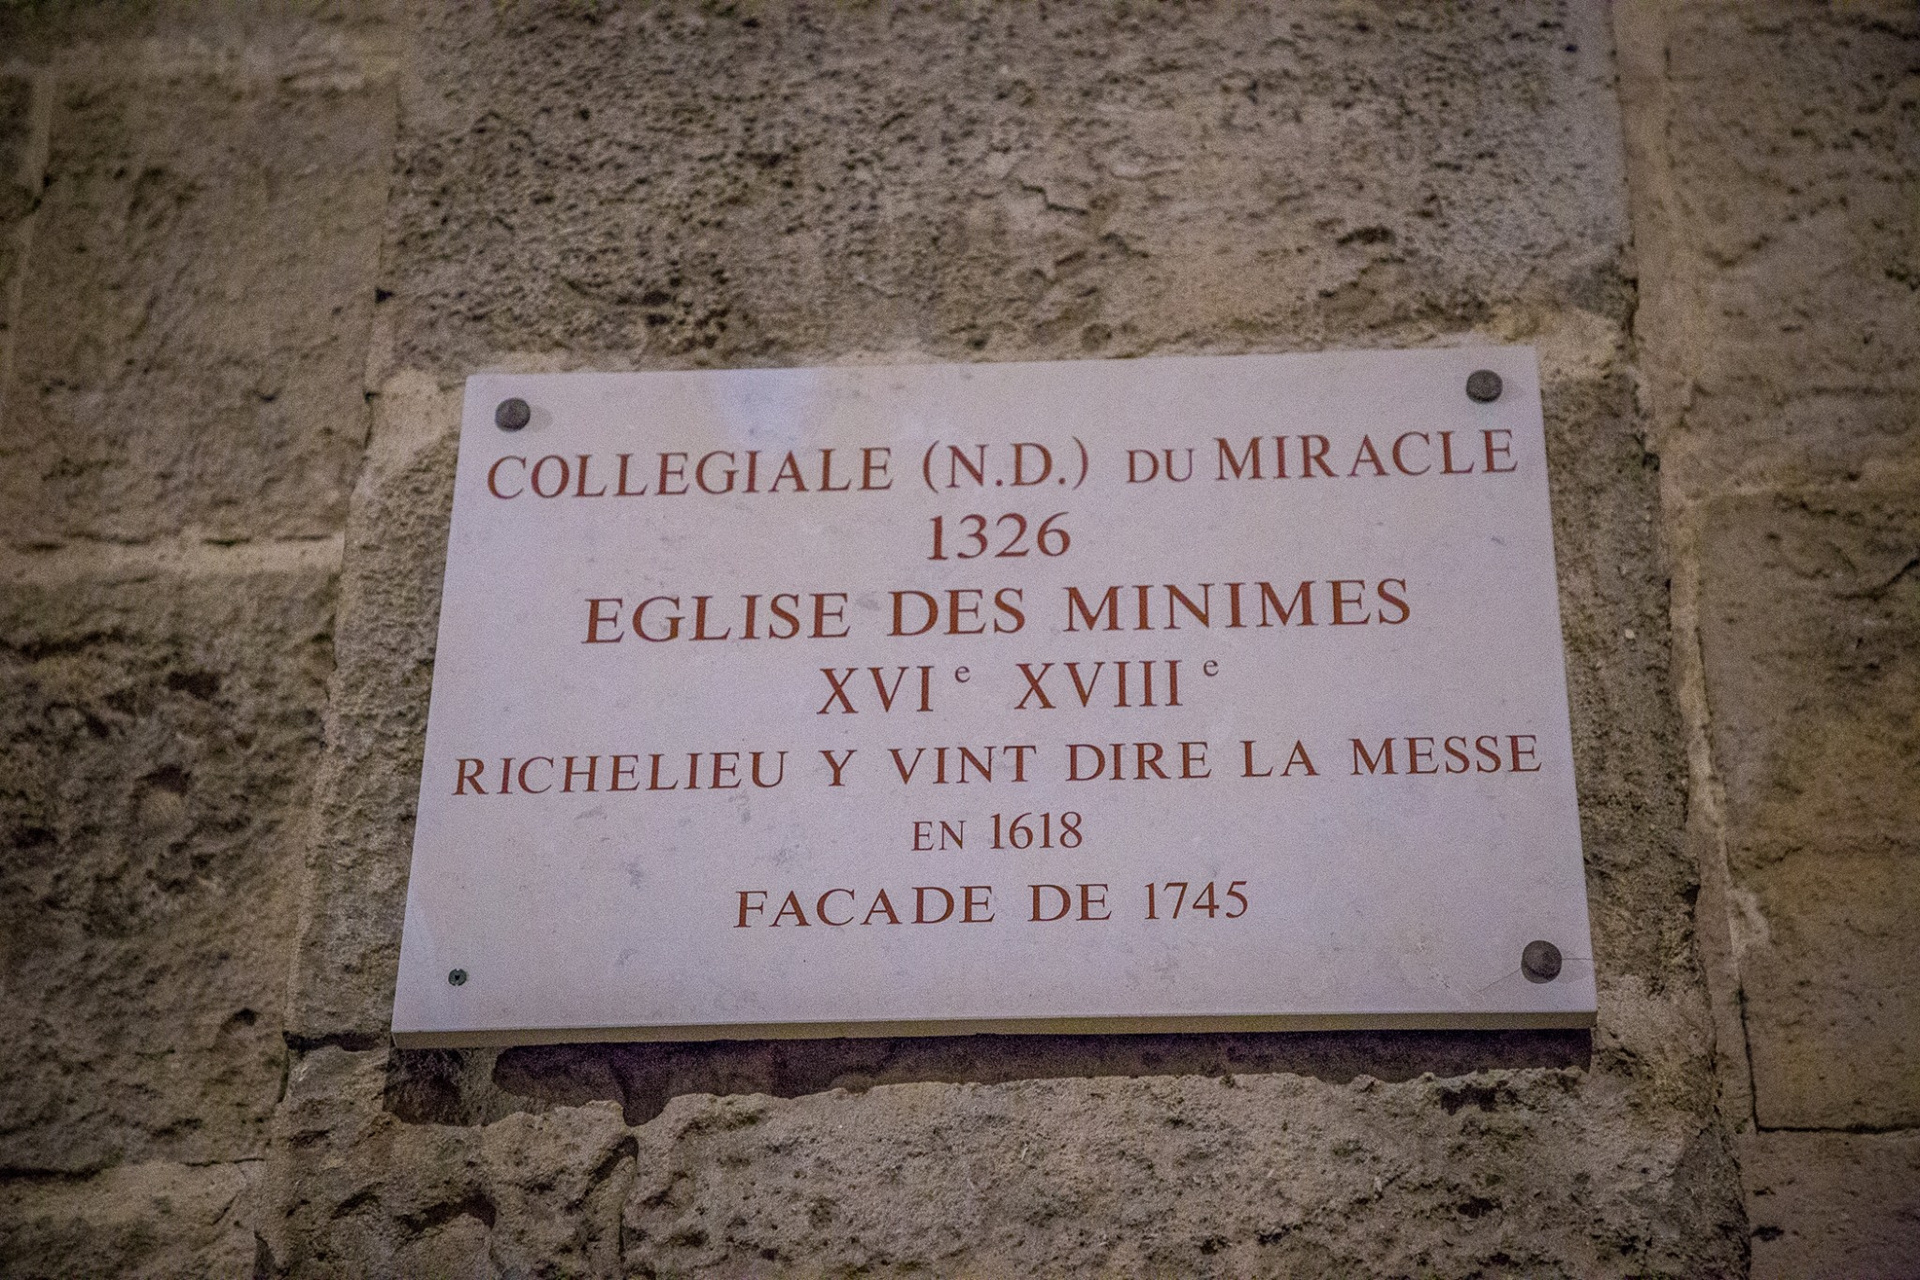 COLLEGIALE (N.D.) DU MIRACLE
1326
EGLISE DES MINIMES
XVIe XVIIIe
RICHELIEU Y VINT DIRE LA MESSE
EN 1618
FACADE DE 1745